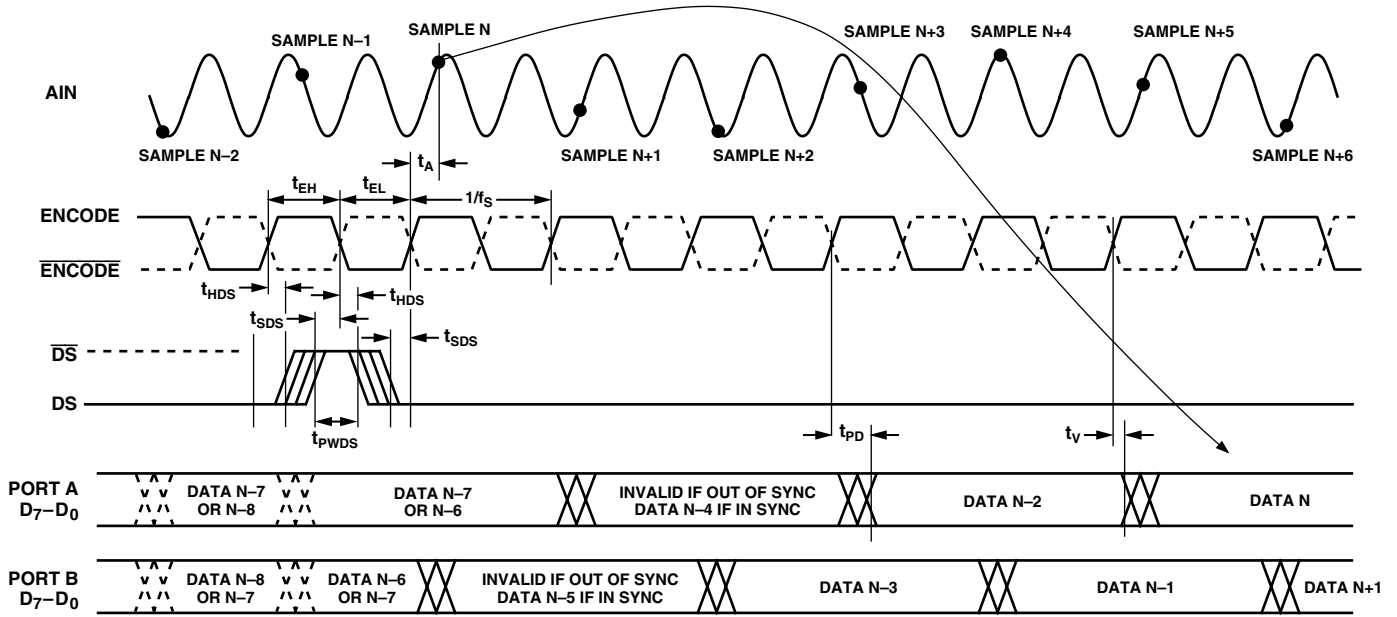 SAMPLE N–1
SAMPLE N
SAMPLE N+3
SAMPLE N+4
SAMPLE N+5
AIN
SAMPLE N–2
SAMPLE N+1
SAMPLE N+2
SAMPLE N+6
tA
tEH
tEL
1/fS
ENCODE
ENCODE
tHDS
tHDS
tSDS
tSDS
DS
DS
tPWDS
tPD
tV
PORT A
D7–D0
DATA N–7
OR N–8
DATA N–7
OR N–6
INVALID IF OUT OF SYNC
DATA N–4 IF IN SYNC
DATA N–2
DATA N
PORT B
D7–D0
DATA N–8
OR N–7
DATA N–6
OR N–7
INVALID IF OUT OF SYNC
DATA N–5 IF IN SYNC
DATA N–3
DATA N–1
DATA N+1